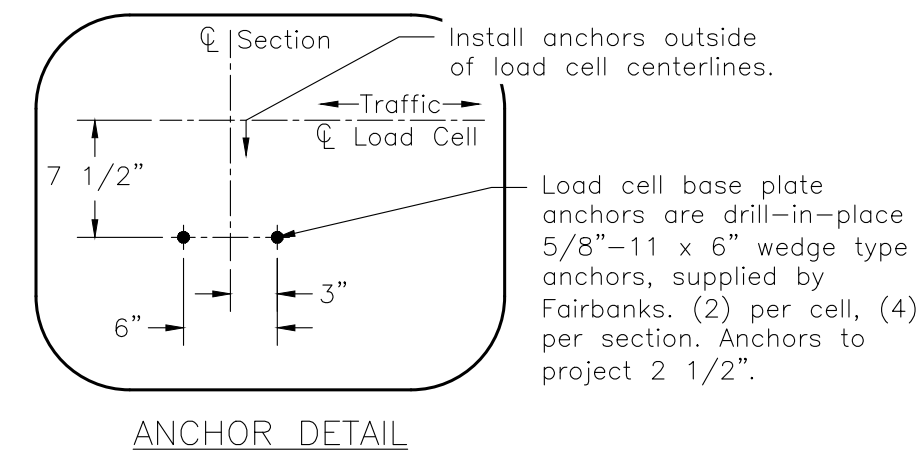 ℄ Section
Install anchors outside
of load cell centerlines.
Traffic
℄ Load Cell
7 1/2”
Load cell base plate
anchors are drill-in-place
5/8”-11 x 6” wedge type
anchors, supplied by
Fairbanks. (2) per cell, (4)
per section. Anchors to
project 2 1/2”.
3”
6”
ANCHOR DETAIL